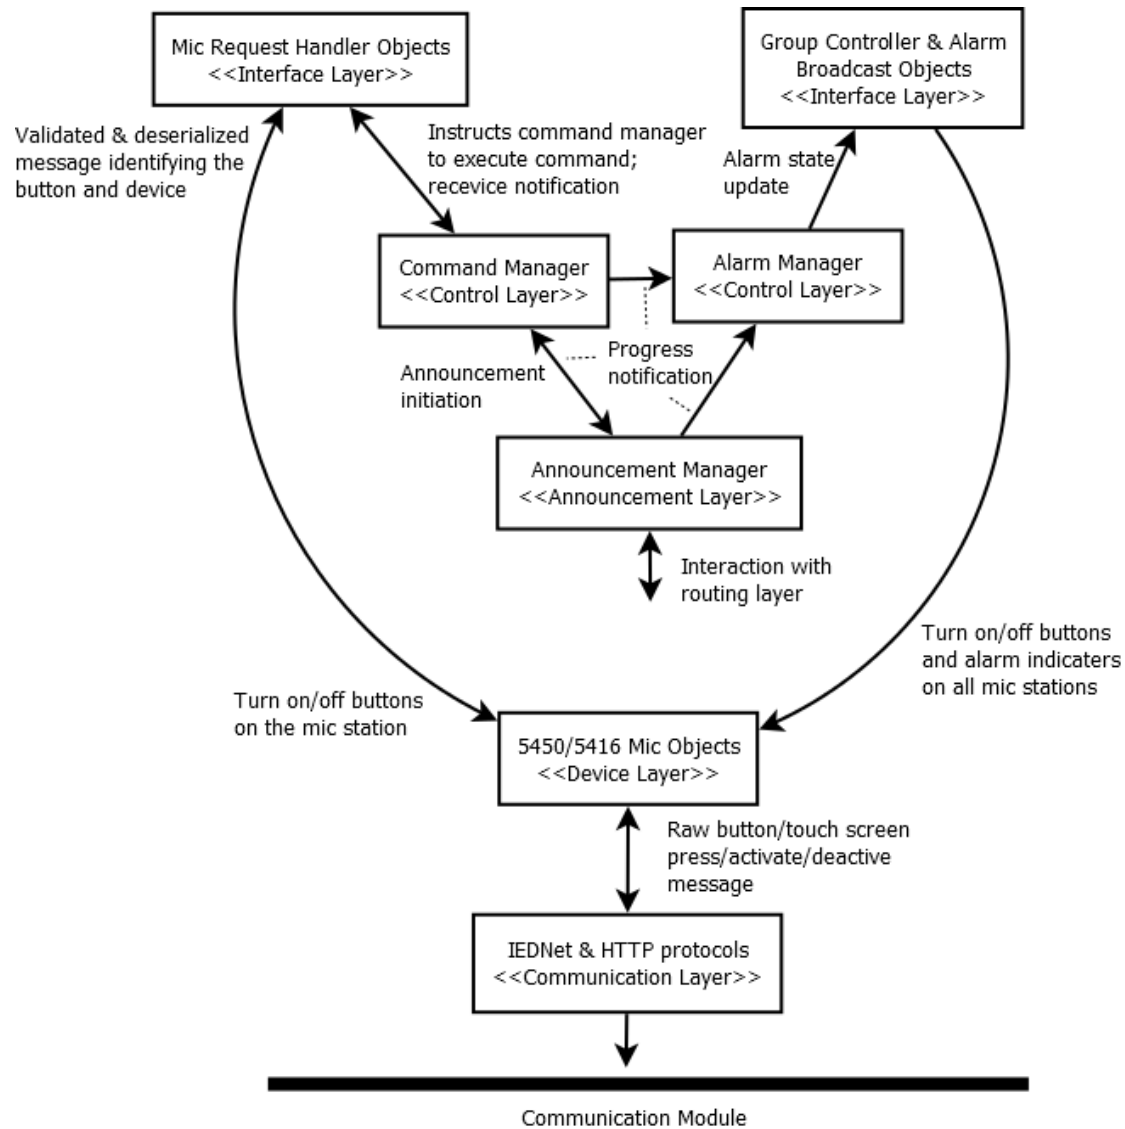 Mic Request Handler Objects
<<Interface Layer>>
Group Controller & Alarm
Broadcast Objects
<<Interface Layer>>
Validated & deserialized
message identifying the
button and device
Instructs command manager
to execute command;
recevice notification
Alarm state
update
Command Manager
<<Control Layer>>
Alarm Manager
<<Control Layer>>
Progress
notification
Announcement
initiation
Announcement Manager
<<Announcement Layer>>
Interaction with
routing layer
Turn on/off buttons
and alarm indicaters
on all mic stations
Turn on/off buttons
on the mic station
5450/5416 Mic Objects
<<Device Layer>>
Raw button/touch screen
press/activate/deactive
message
IEDNet & HTTP protocols
<<Communication Layer>>
Communication Module